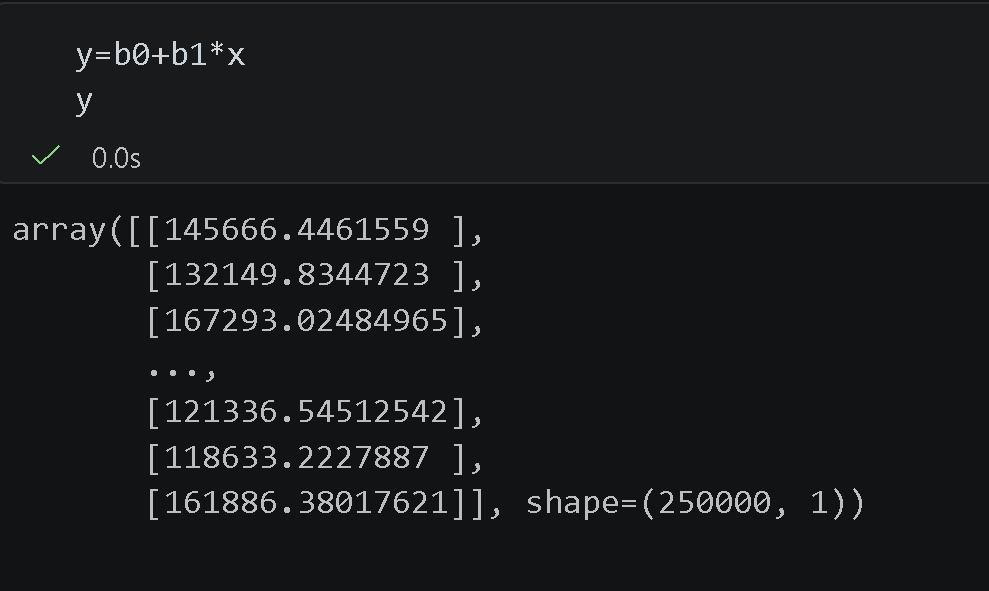 y=b0+b1*x
y
0.0s
array([[145666.4461559 ],
[132149.8344723 ],
[167293.02484965],
...,
[121336.54512542],
[118633.2227887 ],
[161886.38017621]], shape=(250000, 1))